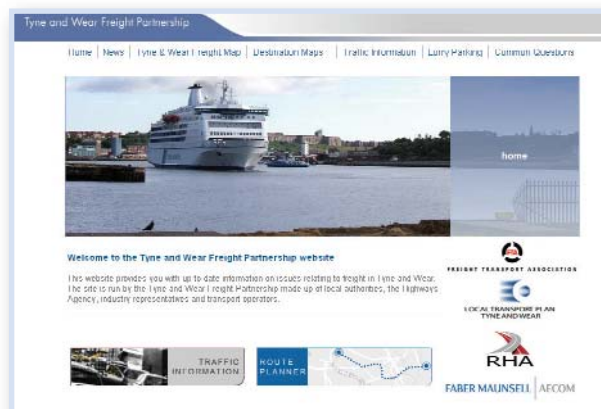 Tyne and Wear Freight Partnership
Home | News | Tyne & Wear Freight Map | Destination Maps | Traffic Information | Lorry Parking | Common Questions
home
Welcome to the Tyne and Wear Freight Partnership website
This website provides you with up to date information on issues relating to freight in Tyne and Wear.
The site is run by the Tyne and Wear Freight Partnership made up of local authorities, the Highways
Agency, industry representatives and transport operators.
FREIGHT TRANSPORT ASSOCIATION
LOCAL TRANSPORT PLAN
TYNE AND WEAR
RHA
TRAFFIC
INFORMATION
ROUTE
PLANNER
FABER MAUNSELL | AECOM